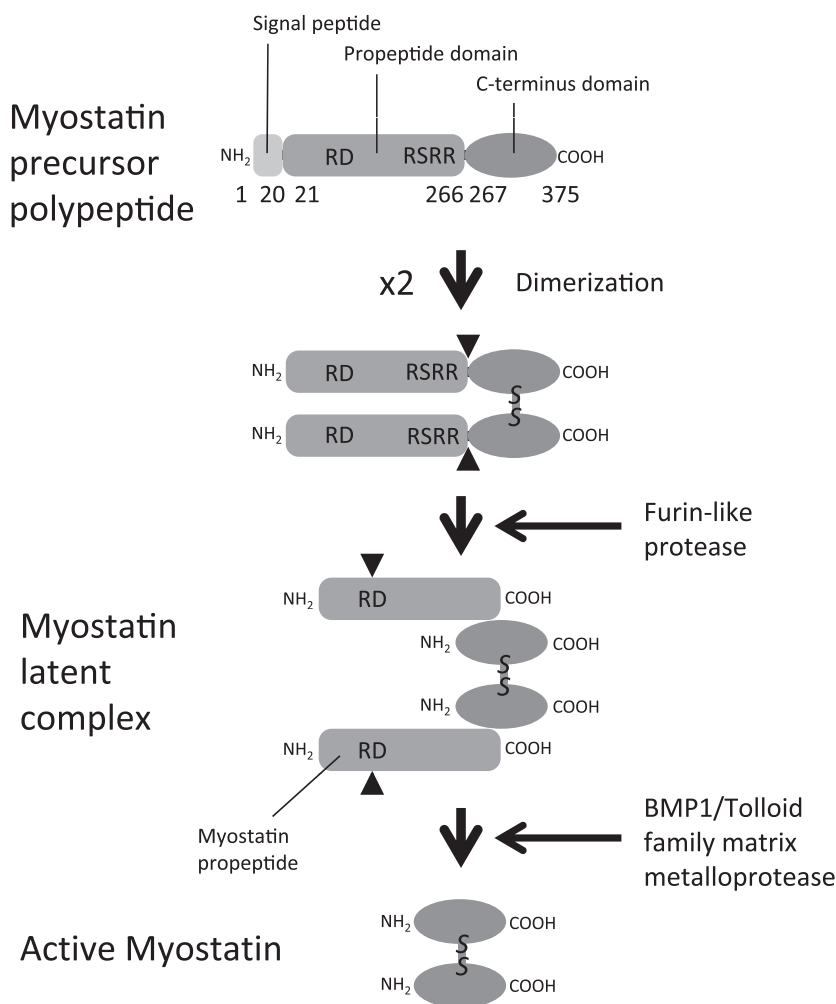 Signal peptide
Propeptide domain
C-terminus domain
Myostatin
precursor
polypeptide
NH2 RD RSRR COOH
1 20 21 266 267 375
x2 Dimerization
NH2 RD RSRR COOH
S
S
NH2 RD RSRR COOH
Furin-like
protease
NH2 RD COOH
Myostatin
latent
complex
NH2 COOH
S
S
NH2 COOH
NH2 RD COOH
Myostatin
propeptide
BMP1/Tolloid
family matrix
metalloprotease
Active Myostatin
NH2 COOH
S
S
NH2 COOH